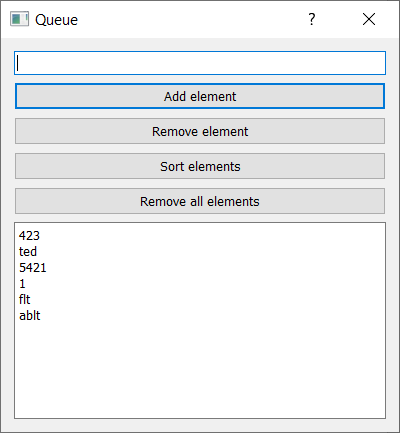 Queue
?
Add element
Remove element
Sort elements
Remove all elements
423
ted
5421
1
flt
ablt